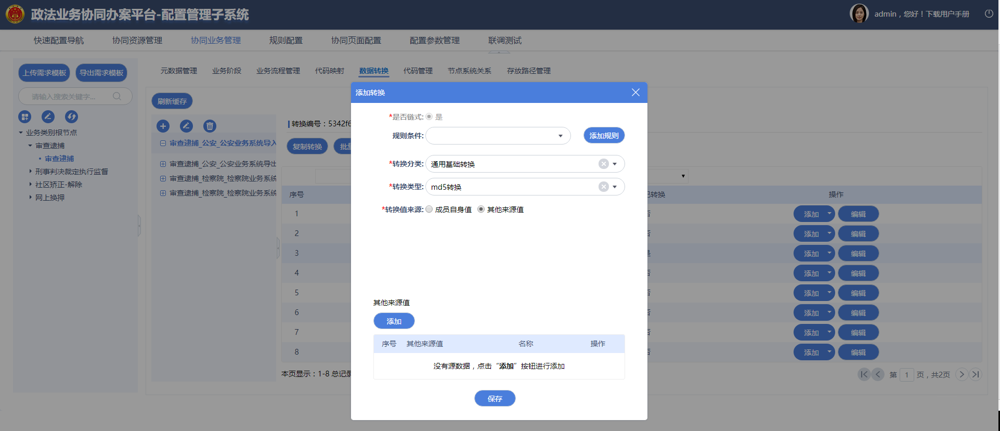 政法业务协同办案平台-配置管理子系统
admin，您好！下载用户手册
快速配置导航 协同资源管理 协同业务管理 规则配置 协同页面配置 配置参数管理 联调测试
上传需求模板 导出需求模板
请输入搜索关键字...
业务类别根节点
审查逮捕
审查逮捕
刑事判决裁定执行监督
社区矫正-解除
网上换押
元数据管理 业务阶段 业务流程管理 代码映射 数据转换 代码管理 节点系统关系 存放路径管理
刷新缓存
审查逮捕_公安_公安业务系统导入
审查逮捕_公安_公安业务系统导出
审查逮捕_检察院_检察院业务系统
审查逮捕_检察院_检察院业务系统
转换编号：5342f6
复制转换 批量
序号 转换 操作
1 否 添加 编辑
2 否 添加 编辑
3 是 添加 编辑
4 否 添加 编辑
5 否 添加 编辑
6 否 添加 编辑
7 否 添加 编辑
8 否 添加 编辑
本页显示：1-8 总记录
第 1 页，共2页
添加转换
*是否链式: 是
规则条件: 添加规则
*转换分类: 通用基础转换
*转换类型: md5转换
*转换值来源: 成员自身值 其他来源值
其他来源值
添加
序号 其他来源值 名称 操作
没有源数据，点击“添加”按钮进行添加
保存